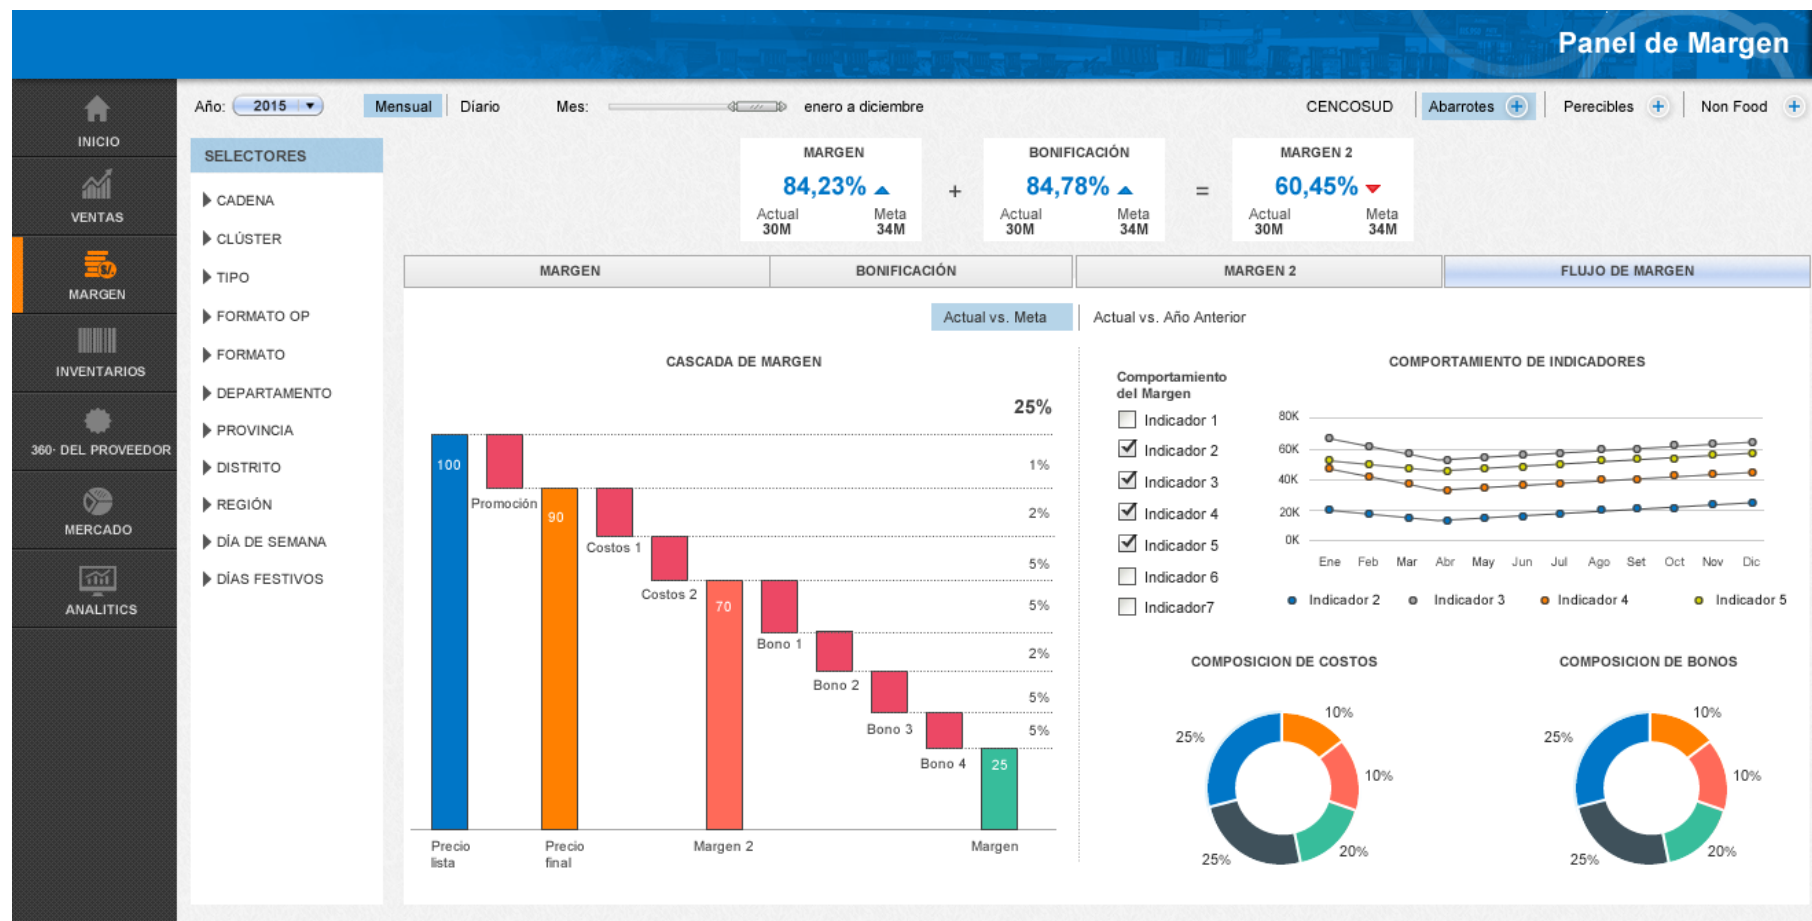 Panel de Margen
Año: 2015 Mensual Díario Mes: enero a diciembre CENCOSUD Abarrotes Perecibles Non Food
INICIO
VENTAS
MARGEN
INVENTARIOS
360· DEL PROVEEDOR
MERCADO
ANALITICS
SELECTORES
CADENA
CLÚSTER
TIPO
FORMATO OP
FORMATO
DEPARTAMENTO
PROVINCIA
DISTRITO
REGIÓN
DÍA DE SEMANA
DÍAS FESTIVOS
MARGEN
84,23%
Actual Meta
30M 34M
+
BONIFICACIÓN
84,78%
Actual Meta
30M 34M
=
MARGEN 2
60,45%
Actual Meta
30M 34M
MARGEN BONIFICACIÓN MARGEN 2 FLUJO DE MARGEN
Actual vs. Meta Actual vs. Año Anterior
CASCADA DE MARGEN
25%
100
1%
Promoción
90
2%
Costos 1
5%
Costos 2
70
5%
Bono 1
2%
Bono 2
5%
Bono 3
5%
Bono 4
25
Precio
lista
Precio
final
Margen 2
Margen
Comportamiento
del Margen
Indicador 1
Indicador 2
Indicador 3
Indicador 4
Indicador 5
Indicador 6
Indicador7
COMPORTAMIENTO DE INDICADORES
80K
60K
40K
20K
0K
Ene Feb Mar Abr May Jun Jul Ago Set Oct Nov Dic
Indicador 2 Indicador 3 Indicador 4 Indicador 5
COMPOSICION DE COSTOS
10%
25%
10%
20%
25%
COMPOSICION DE BONOS
10%
25%
10%
20%
25%